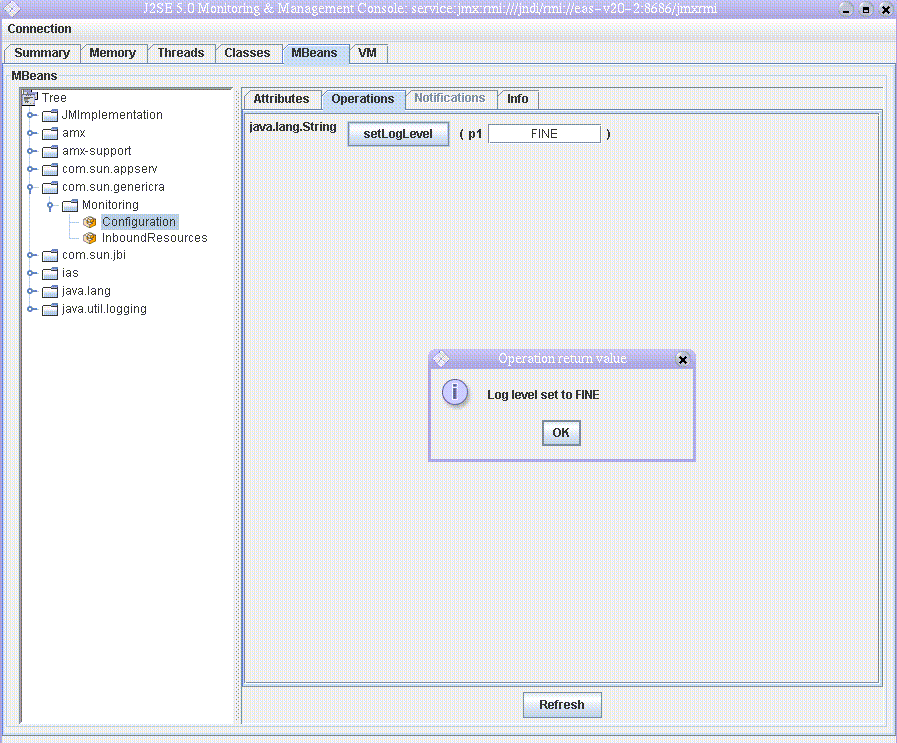 J2SE 5.0 Monitoring & Management Console: service:jmx:rmi:///jndi/rmi://eas-v20-2:8686/jmxrmi
Connection
Summary Memory Threads Classes MBeans VM
MBeans
Tree
JMImplementation
amx
amx-support
com.sun.appserv
com.sun.genericra
Monitoring
Configuration
InboundResources
com.sun.jbi
ias
java.lang
java.util.logging
Attributes Operations Notifications Info
java.lang.String setLogLevel ( p1 FINE )
Operation return value
i Log level set to FINE
OK
Refresh